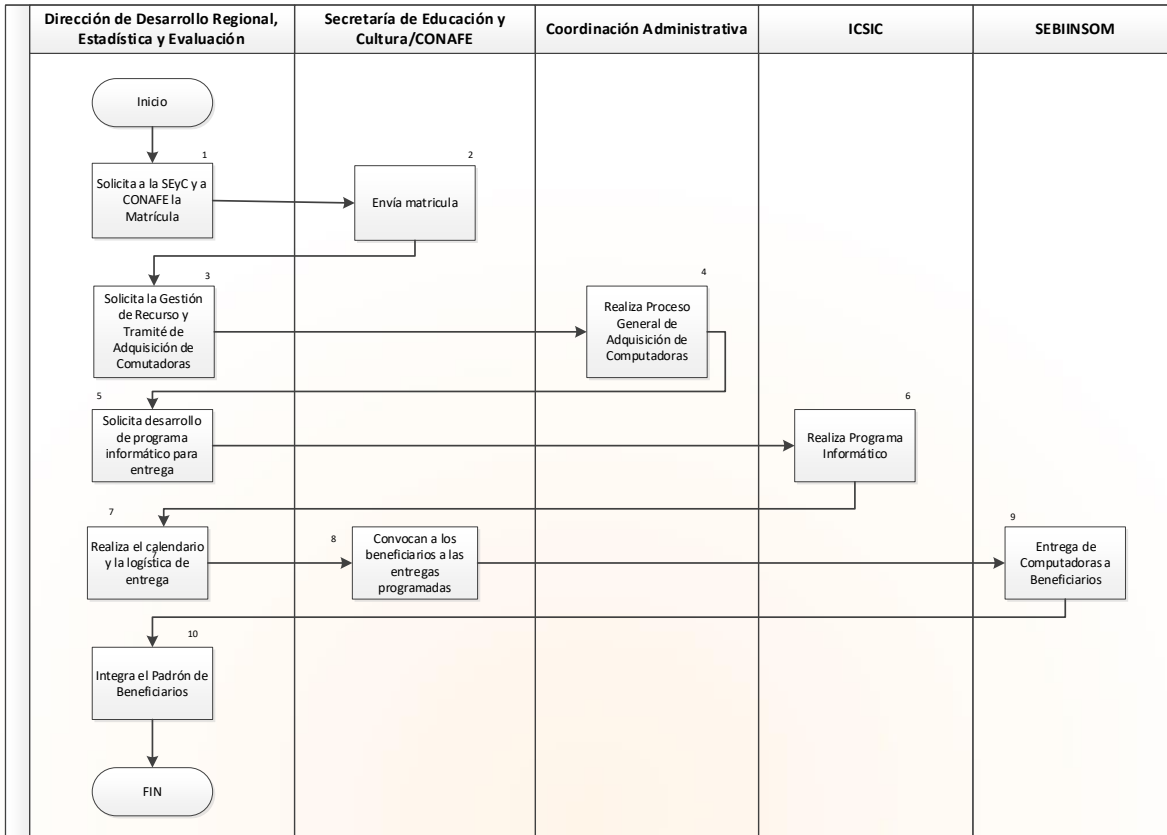 Dirección de Desarrollo Regional,
Estadística y Evaluación
Secretaría de Educación y
Cultura/CONAFE
Coordinación Administrativa
ICSIC
SEBIINSOM
Inicio
1
Solicita a la SEyC y a
CONAFE la
Matrícula
2
Envía matricula
3
Solicita la Gestión
de Recurso y
Tramité de
Adquisición de
Comutadoras
4
Realiza Proceso
General de
Adquisición de
Computadoras
5
Solicita desarrollo
de programa
informático para
entrega
6
Realiza Programa
Informático
7
Realiza el calendario
y la logística de
entrega
7
8
Convocan a los
beneficiarios a las
entregas
programadas
9
Entrega de
Computadoras a
Beneficiarios
10
Integra el Padrón de
Beneficiarios
FIN